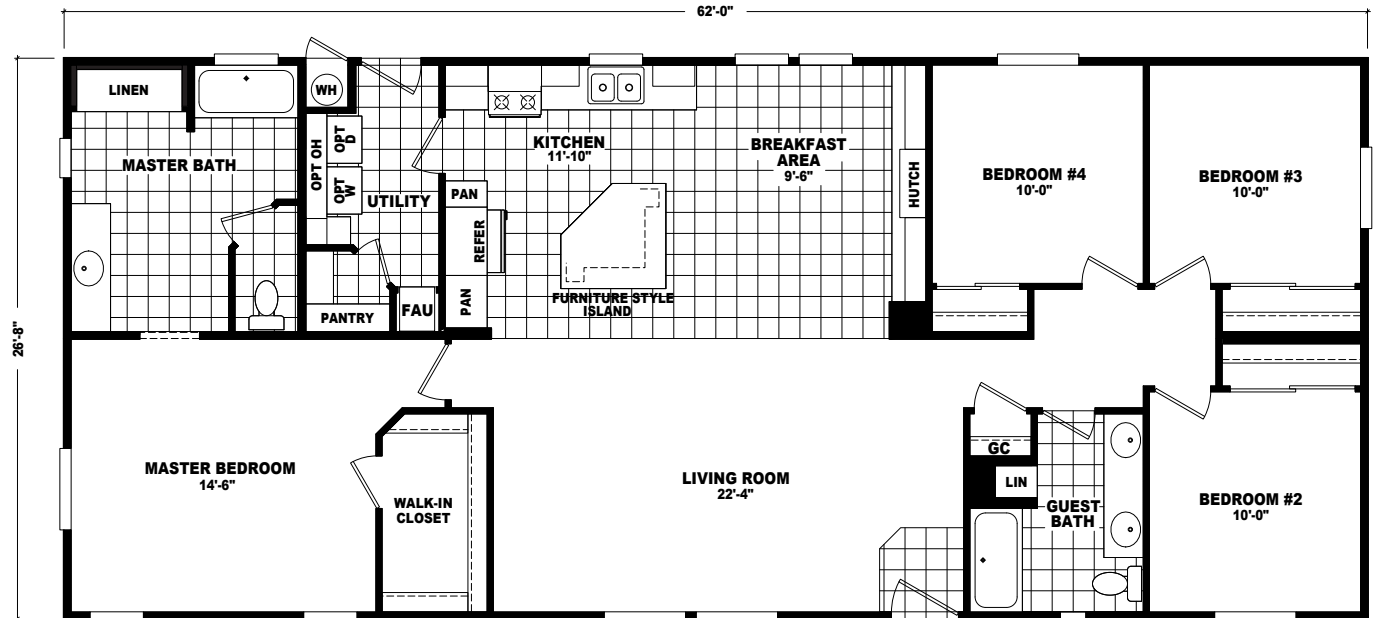 62'-0"
26'-8"
LINEN
MASTER BATH
WH
OPT OH
OPT
D
OPT
W
UTILITY
PANTRY
FAU
PAN
REFER
PAN
KITCHEN
11'-10"
FURNITURE STYLE
ISLAND
BREAKFAST
AREA
9'-6"
HUTCH
BEDROOM #4
10'-0"
BEDROOM #3
10'-0"
MASTER BEDROOM
14'-6"
WALK-IN
CLOSET
LIVING ROOM
22'-4"
GC
LIN
GUEST
BATH
BEDROOM #2
10'-0"